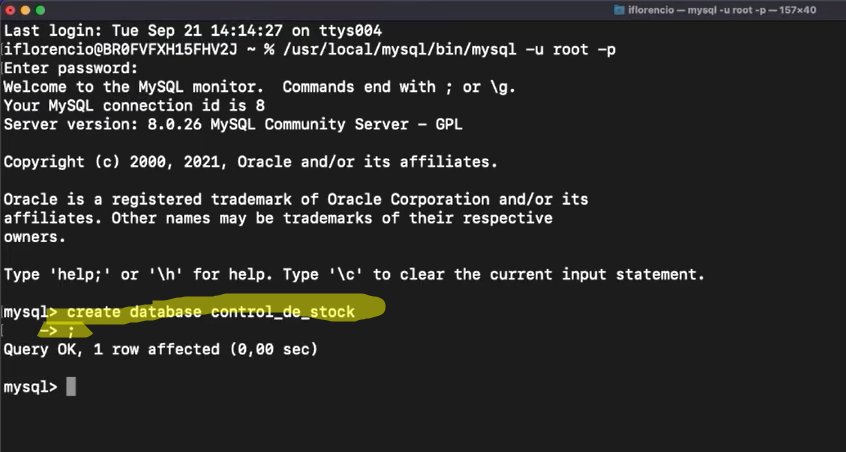 iflorencio — mysql -u root -p — 157×40
Last login: Tue Sep 21 14:14:27 on ttys004
iflorencio@BR0FVFXH15FHV2J ~ % /usr/local/mysql/bin/mysql -u root -p
Enter password:
Welcome to the MySQL monitor.  Commands end with ; or \g.
Your MySQL connection id is 8
Server version: 8.0.26 MySQL Community Server - GPL
Copyright (c) 2000, 2021, Oracle and/or its affiliates.
Oracle is a registered trademark of Oracle Corporation and/or its
affiliates. Other names may be trademarks of their respective
owners.
Type 'help;' or '\h' for help. Type '\c' to clear the current input statement.
mysql> create database control_de_stock
    -> ;
Query OK, 1 row affected (0,00 sec)
mysql>